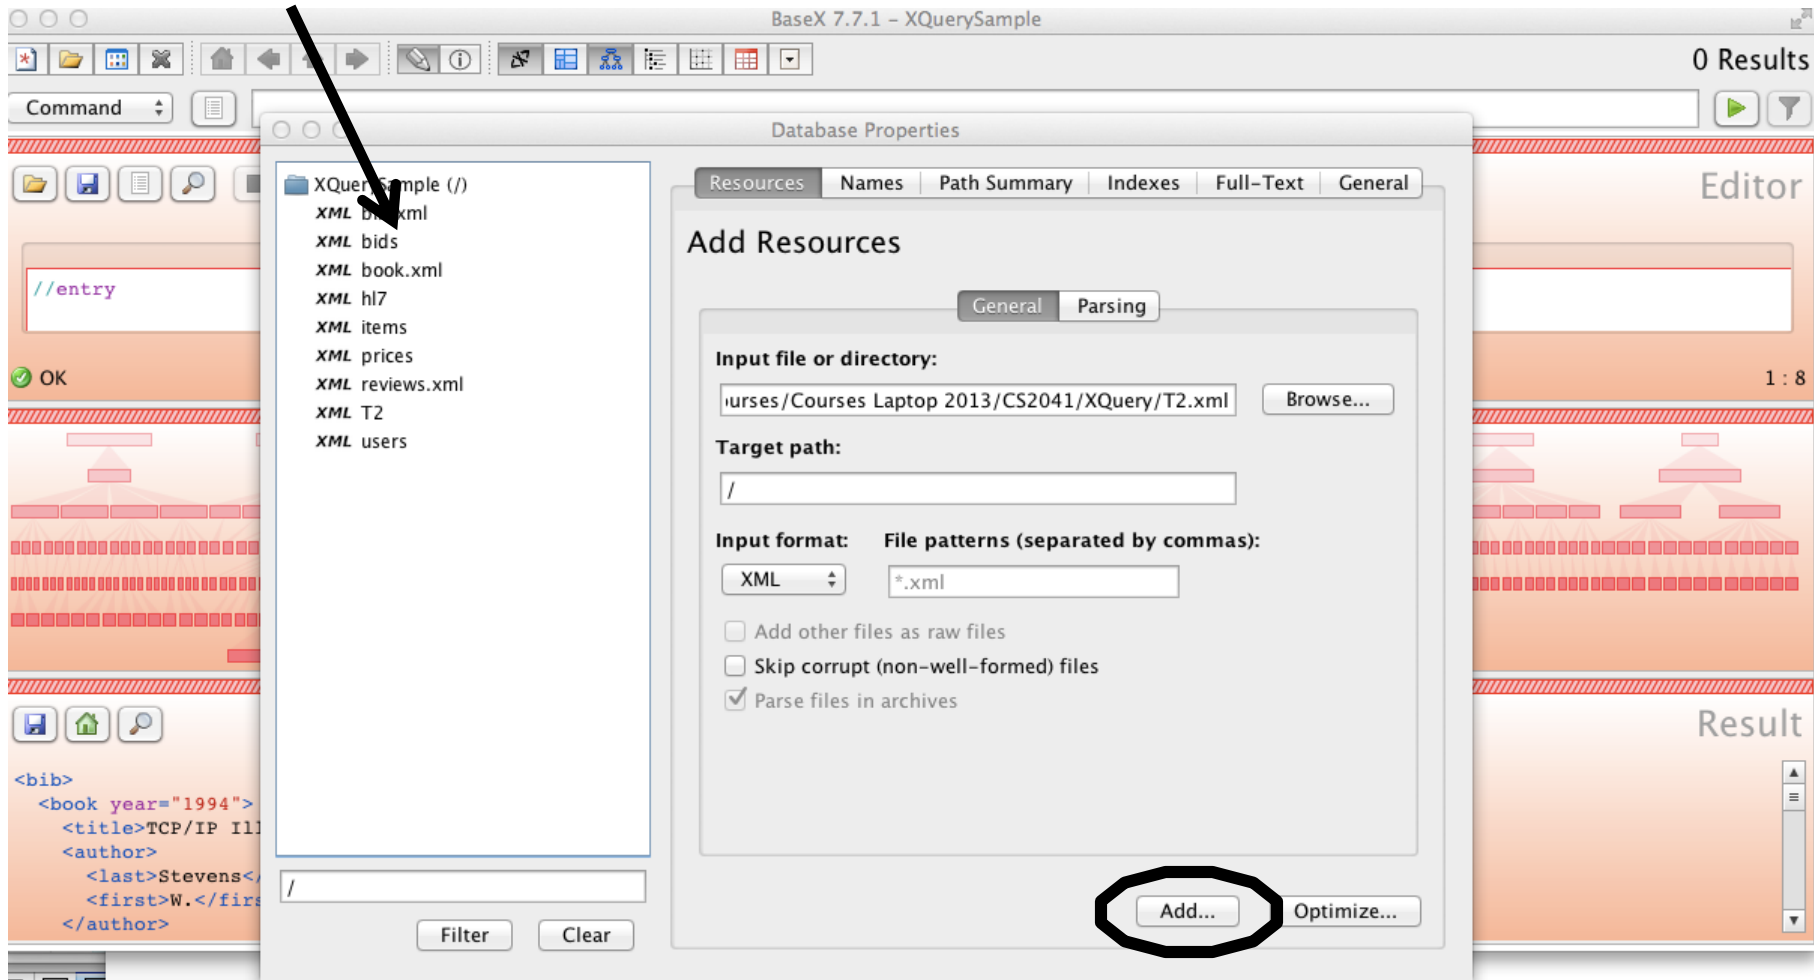 BaseX 7.7.1 – XQuerySample
0 Results
Command
Database Properties
XQuerySample (/)
XML
XML bids
XML book.xml
XML hl7
XML items
XML prices
XML reviews.xml
XML T2
XML users
/
Filter Clear
Resources Names Path Summary Indexes Full-Text General
Add Resources
General Parsing
Input file or directory:
urses/Courses Laptop 2013/CS2041/XQuery/T2.xml Browse...
Target path:
/
Input format: File patterns (separated by commas):
XML *.xml
Add other files as raw files
Skip corrupt (non-well-formed) files
Parse files in archives
Add... Optimize...
Editor
//entry
OK
1 : 8
Result
<bib>
<book year="1994">
<title>TCP/IP Ill
<author>
<last>Stevens</
<first>W.</firs
</author>